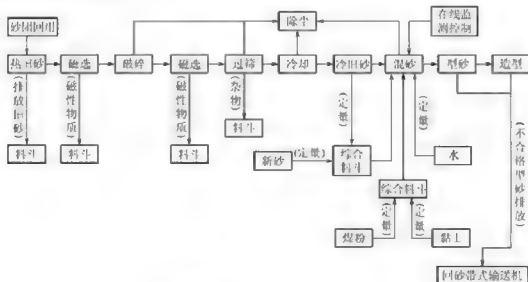 砂团回用
除尘
在线监
测控制
热旧砂
磁选
破碎
磁选
过筛
冷却
冷旧砂
混砂
型砂
造型
(排放旧砂)
(磁性物质)
(磁性物质)
(杂物)
(定量)
(定量)
(不合格型砂排放)
料斗
料斗
料斗
料斗
新砂
(定量)
综合
料斗
水
综合料斗
(定量)
(定量)
煤粉
黏土
回砂带式输送机